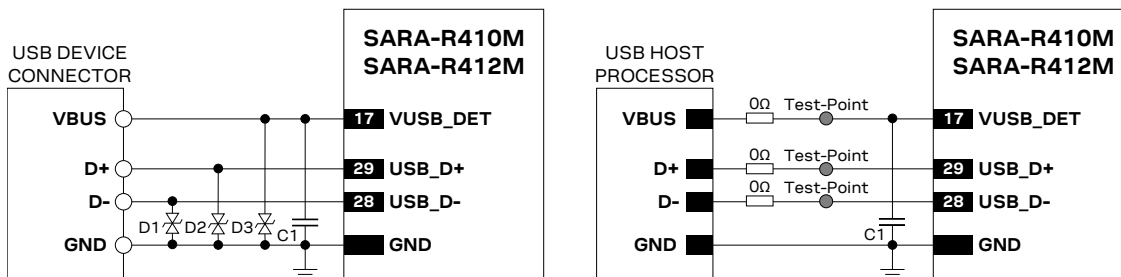 USB DEVICE
CONNECTOR
SARA-R410M
SARA-R412M
VBUS
17 VUSB_DET
D+
29 USB_D+
D-
28 USB_D-
D1
D2
D3
C1
GND
GND
USB HOST
PROCESSOR
SARA-R410M
SARA-R412M
VBUS
0Ω
Test-Point
17 VUSB_DET
D+
0Ω
Test-Point
29 USB_D+
D-
0Ω
Test-Point
28 USB_D-
C1
GND
GND